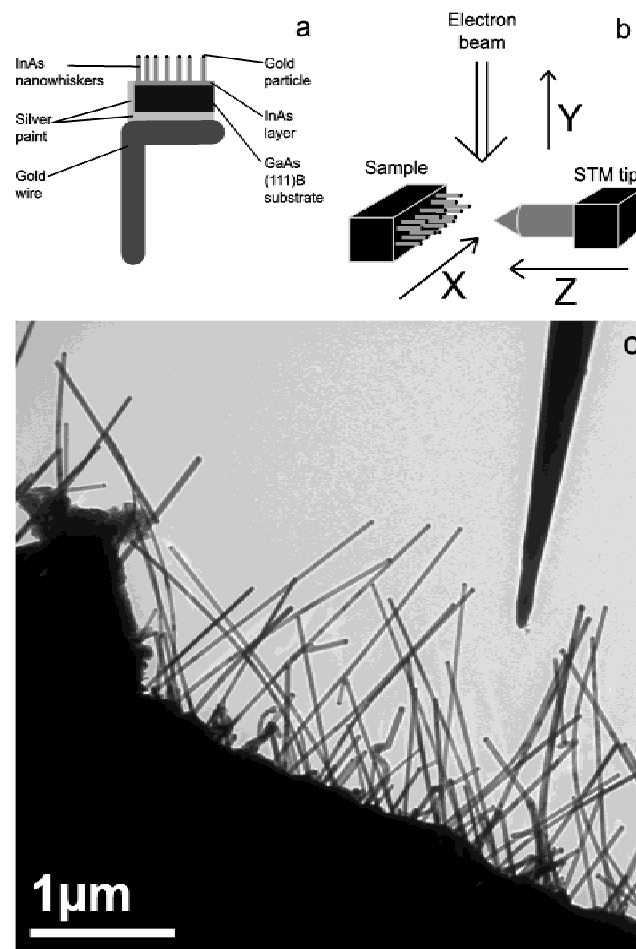 a
InAs
nanowhiskers
Gold
particle
Silver
paint
InAs
layer
Gold
wire
GaAs
(111)B
substrate
b
Electron
beam
Y
Sample
STM tip
X
Z
c
1µm